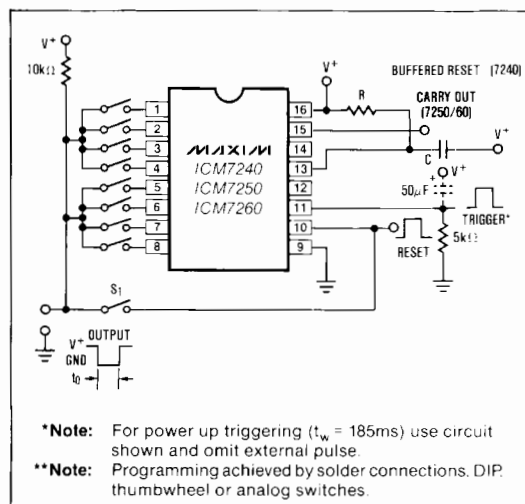 V+
10kΩ
V+
BUFFERED RESET (7240)
CARRY OUT
(7250/60)
R
V+
C
V+
+
50µF
TRIGGER*
5kΩ
RESET
1
2
3
4
5
6
7
8
16
15
14
13
12
11
10
9
MAXIM
ICM7240
ICM7250
ICM7260
S1
OUTPUT
V+
GND
to
*Note: For power up triggering (tw = 185ms) use circuit
shown and omit external pulse.
**Note: Programming achieved by solder connections. DIP.
thumbwheel or analog switches.